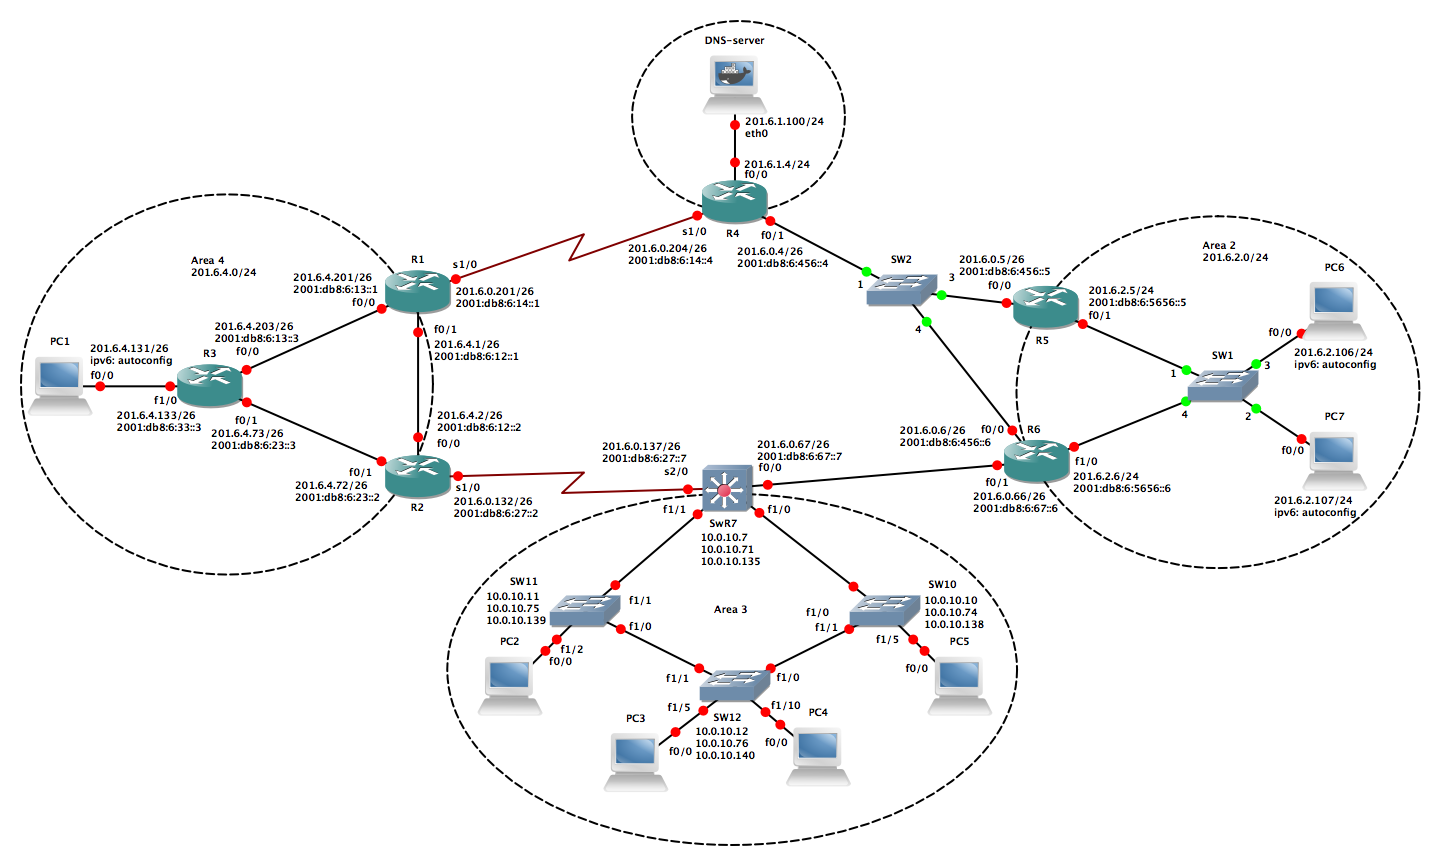 DNS-server
201.6.1.100/24
eth0
201.6.1.4/24
f0/0
R4
s1/0
f0/1
201.6.0.204/26
2001:db8:6:14::4
201.6.0.4/26
2001:db8:6:456::4
Area 4
201.6.4.0/24
R1
s1/0
201.6.4.201/26
2001:db8:6:13::1
f0/0
201.6.0.201/26
2001:db8:6:14::1
f0/1
201.6.4.1/26
2001:db8:6:12::1
PC1
201.6.4.131/26
ipv6: autoconfig
f0/0
R3
201.6.4.203/26
2001:db8:6:13::3
f0/0
f1/0
201.6.4.133/26
2001:db8:6:33::3
f0/1
201.6.4.73/26
2001:db8:6:23::3
201.6.4.2/26
2001:db8:6:12::2
f0/0
f0/1
201.6.4.72/26
2001:db8:6:23::2
R2
s1/0
201.6.0.132/26
2001:db8:6:27::2
SW2
1
3
4
201.6.0.5/26
2001:db8:6:456::5
f0/0
R5
201.6.2.5/24
2001:db8:6:5656::5
f0/1
Area 2
201.6.2.0/24
PC6
f0/0
201.6.2.106/24
ipv6: autoconfig
SW1
1
3
4
2
PC7
f0/0
201.6.2.107/24
ipv6: autoconfig
R6
f0/0
201.6.0.6/26
2001:db8:6:456::6
f1/0
201.6.2.6/24
2001:db8:6:5656::6
f0/1
201.6.0.66/26
2001:db8:6:67::6
201.6.0.137/26
2001:db8:6:27::7
s2/0
201.6.0.67/26
2001:db8:6:67::7
f0/0
f1/1
f1/0
SwR7
10.0.10.7
10.0.10.71
10.0.10.135
Area 3
SW11
10.0.10.11
10.0.10.75
10.0.10.139
f1/1
f1/0
f1/2
PC2
f0/0
SW10
10.0.10.10
10.0.10.74
10.0.10.138
f1/0
f1/1
f1/5
PC5
f0/0
f1/1
f1/0
f1/5
f1/10
SW12
10.0.10.12
10.0.10.76
10.0.10.140
PC3
f0/0
PC4
f0/0